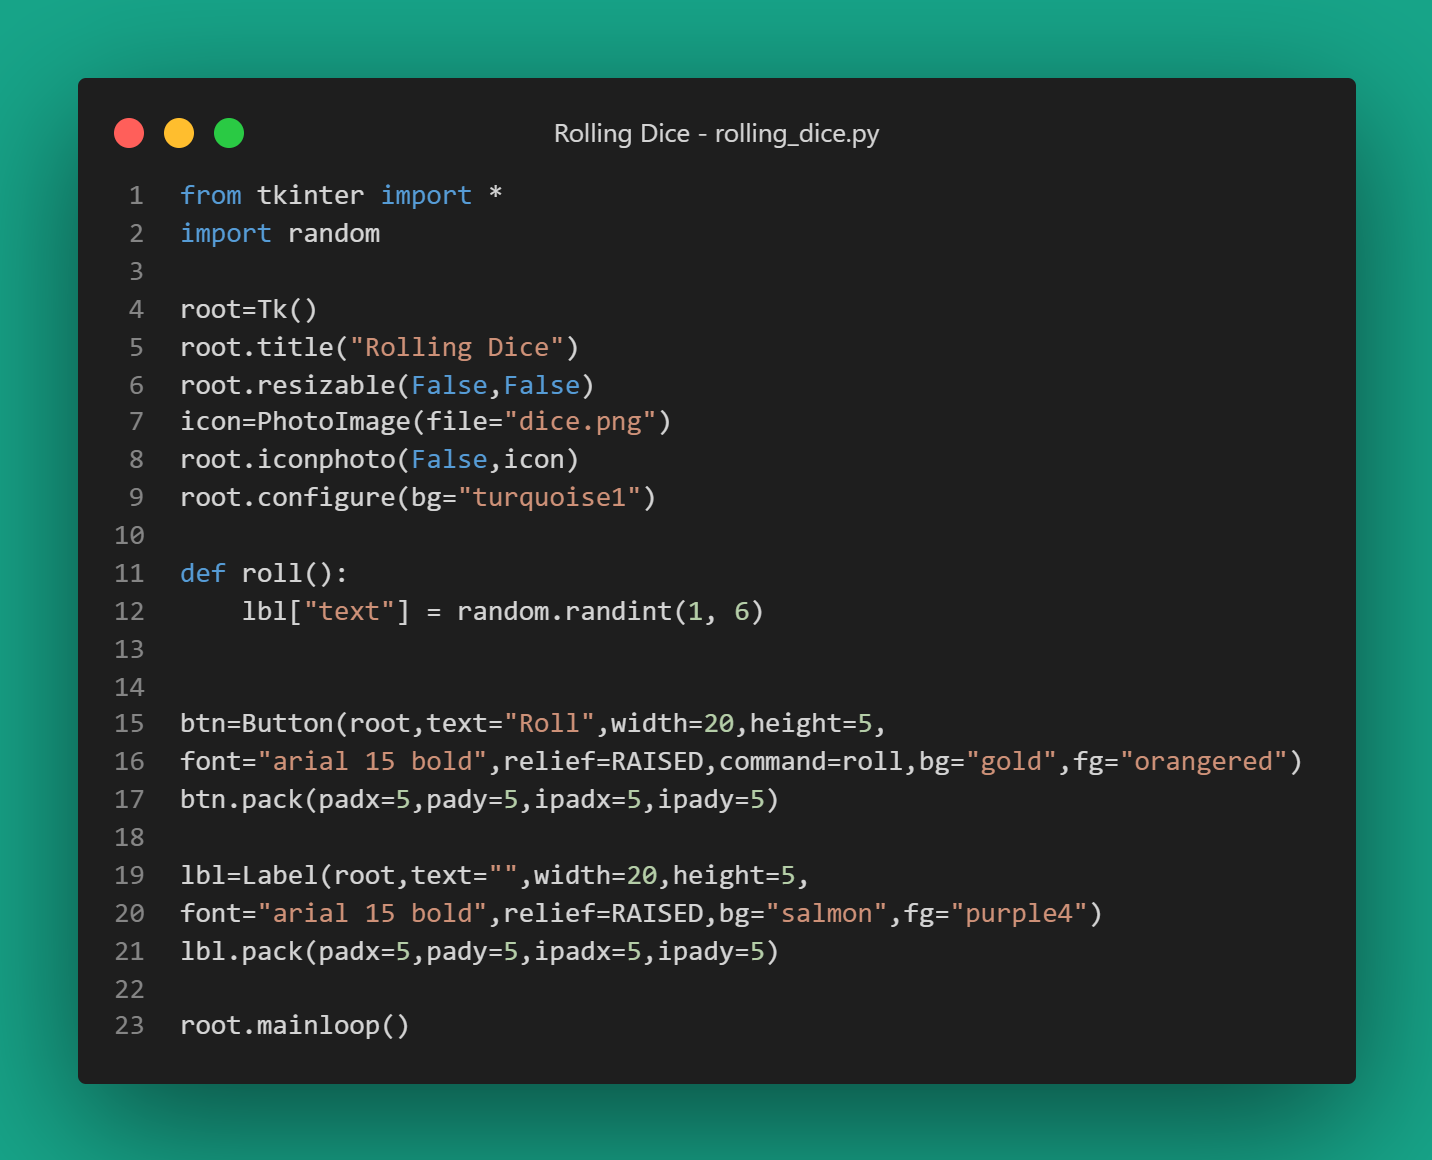 Rolling Dice - rolling_dice.py
1 from tkinter import *
2 import random
3
4 root=Tk()
5 root.title("Rolling Dice")
6 root.resizable(False,False)
7 icon=PhotoImage(file="dice.png")
8 root.iconphoto(False,icon)
9 root.configure(bg="turquoise1")
10
11 def roll():
12     lbl["text"] = random.randint(1, 6)
13
14
15 btn=Button(root,text="Roll",width=20,height=5,
16 font="arial 15 bold",relief=RAISED,command=roll,bg="gold",fg="orangered")
17 btn.pack(padx=5,pady=5,ipadx=5,ipady=5)
18
19 lbl=Label(root,text="",width=20,height=5,
20 font="arial 15 bold",relief=RAISED,bg="salmon",fg="purple4")
21 lbl.pack(padx=5,pady=5,ipadx=5,ipady=5)
22
23 root.mainloop()